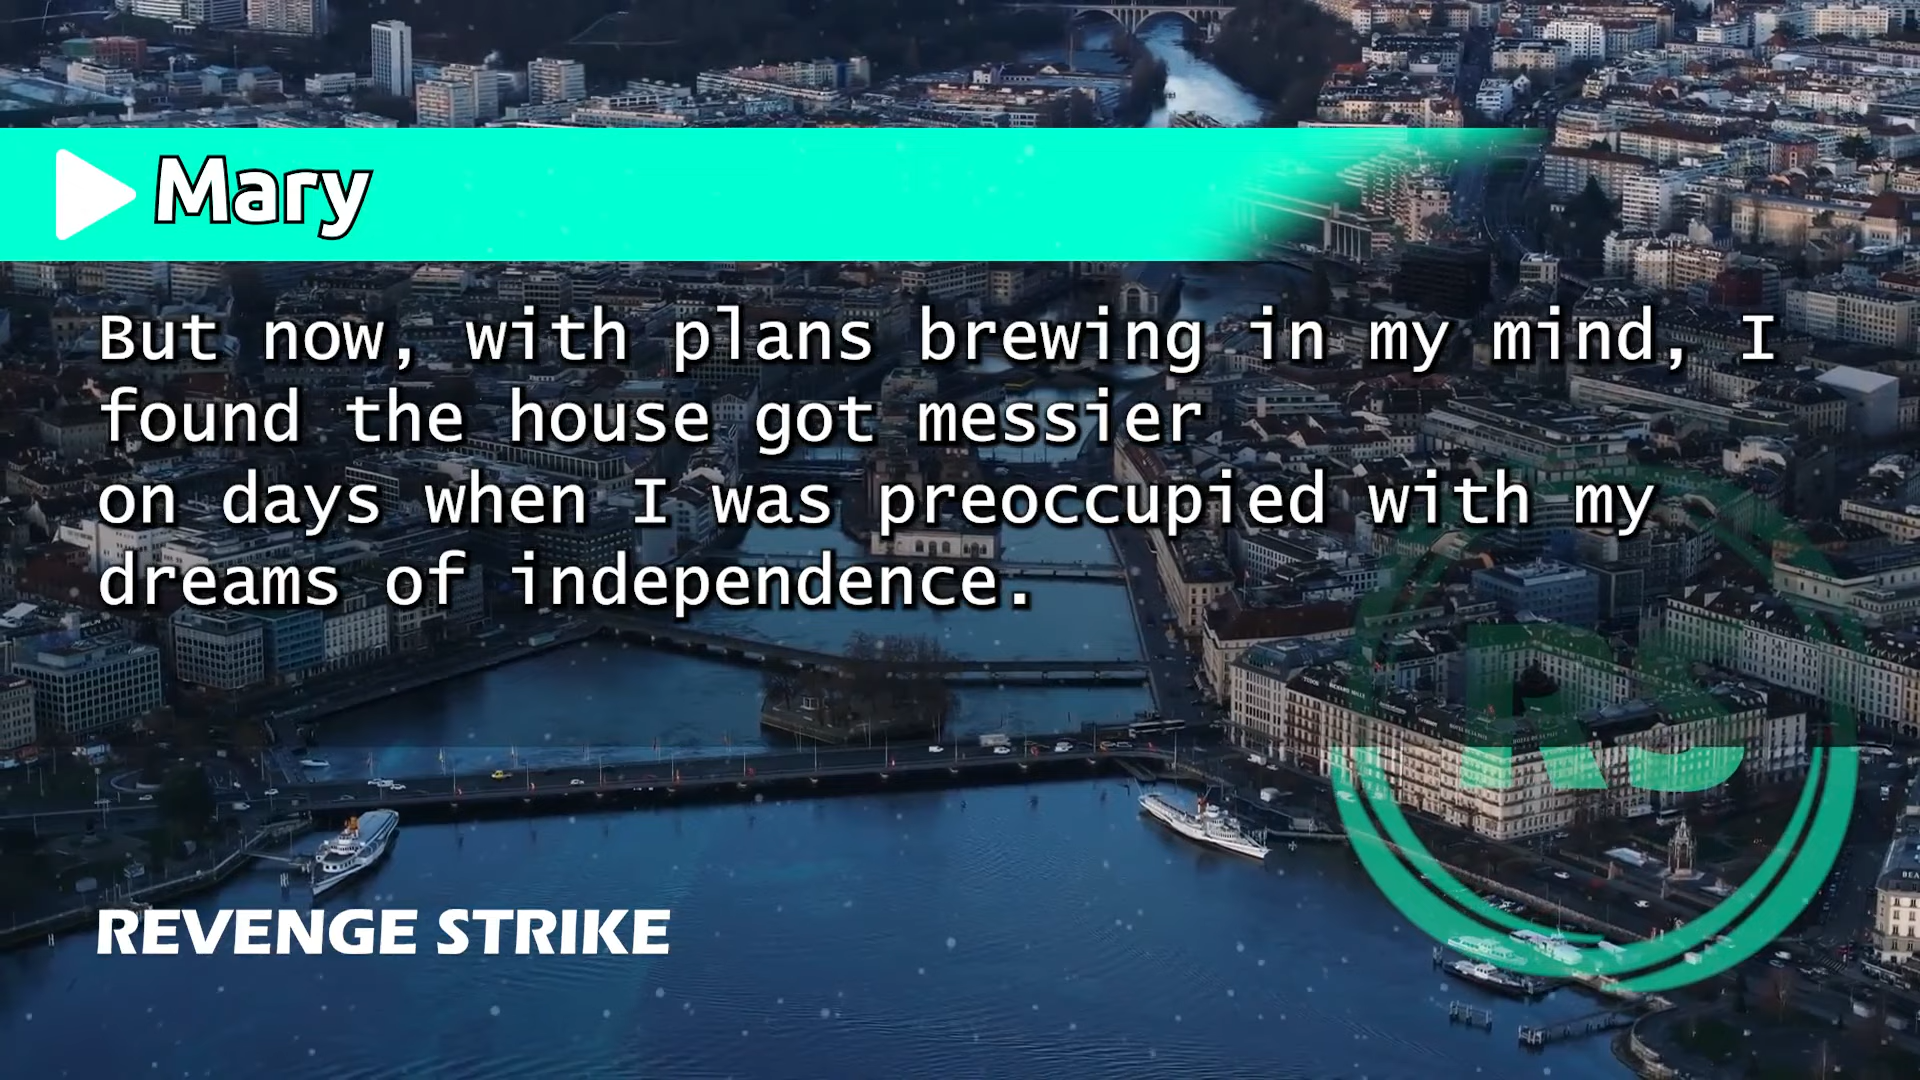 Mary
But now, with plans brewing in my mind, I
found the house got messier
on days when I was preoccupied with my
dreams of independence.
RS
REVENGE STRIKE